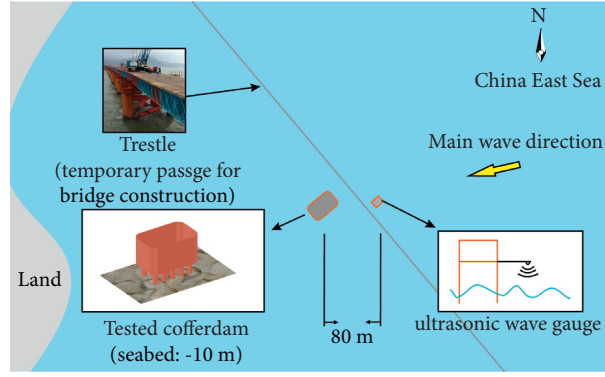 N
China East Sea
Main wave direction
Trestle
(temporary passge for
bridge construction)
Land
Tested cofferdam
(seabed: -10 m)
80 m
ultrasonic wave gauge